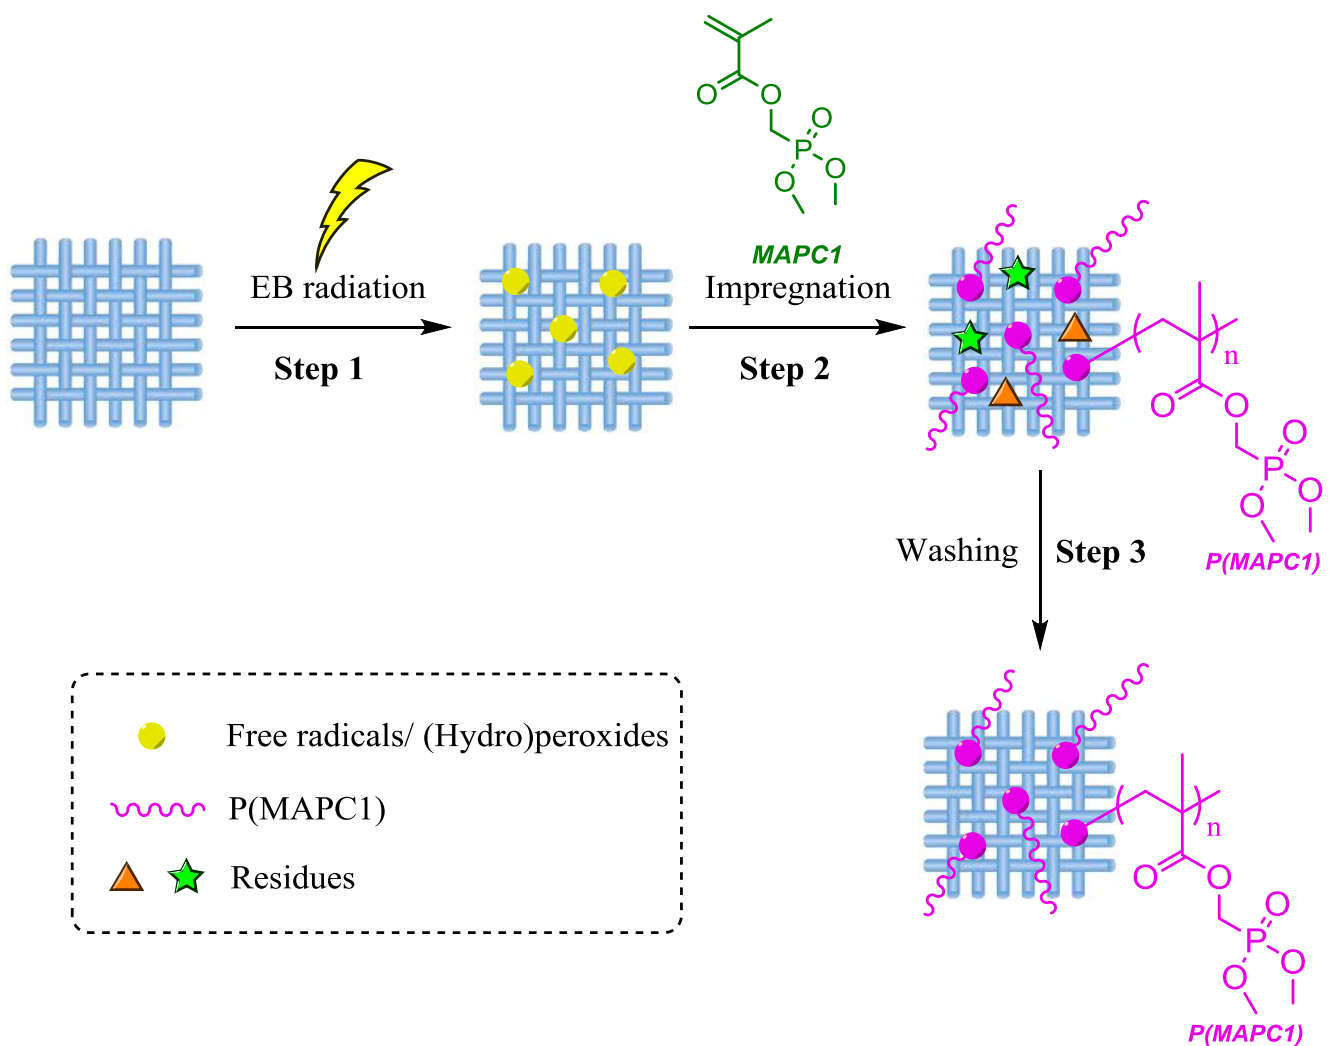 EB radiation
Step 1
O
O
O
P
O
O
MAPC1
Impregnation
Step 2
n
O
O
O
P
O
O
P(MAPC1)
Washing
Step 3
Free radicals/ (Hydro)peroxides
P(MAPC1)
Residues
n
O
O
O
P
O
O
P(MAPC1)